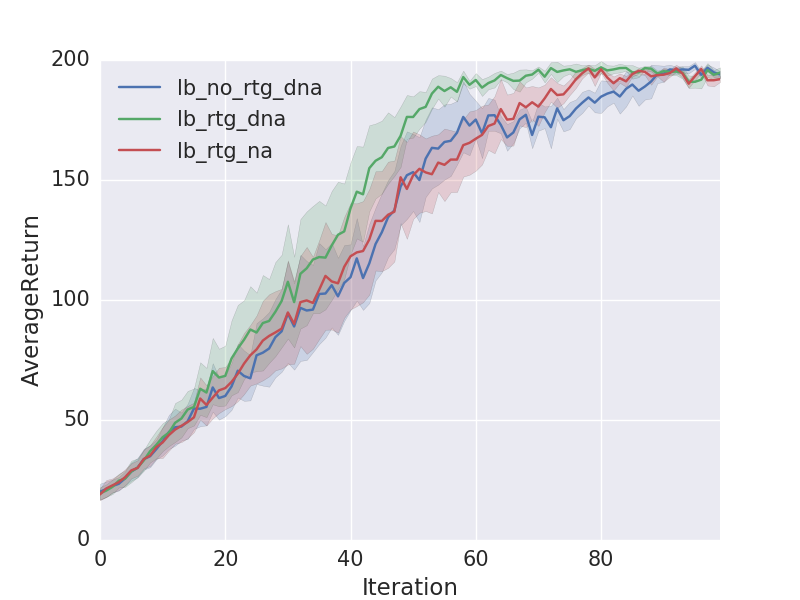 200
150
100
50
0
0 20 40 60 80
AverageReturn
Iteration
lb_no_rtg_dna
lb_rtg_dna
lb_rtg_na